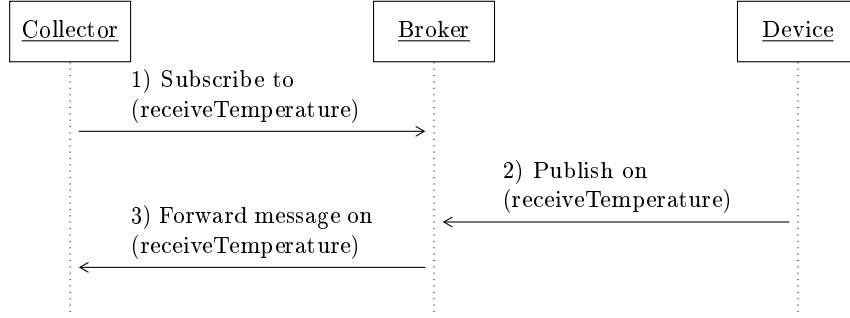 Collector
Broker
Device
1) Subscribe to
(receiveTemperature)
2) Publish on
(receiveTemperature)
3) Forward message on
(receiveTemperature)